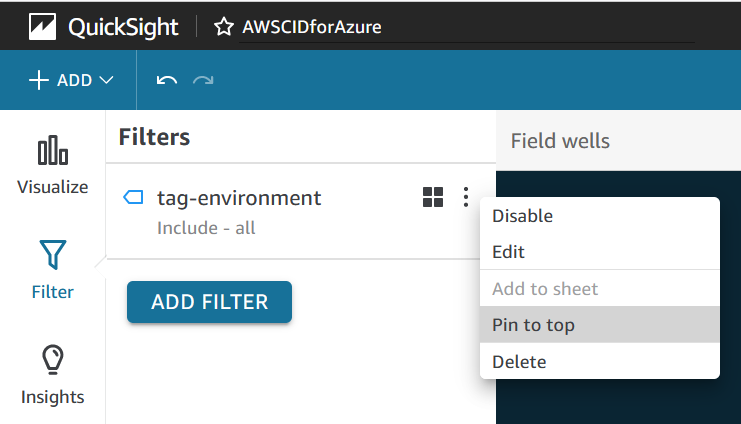 QuickSight AWSCIDforAzure
ADD
Filters
Field wells
Visualize
tag-environment
Include - all
Disable
Edit
Filter
Add to sheet
ADD FILTER
Pin to top
Delete
Insights